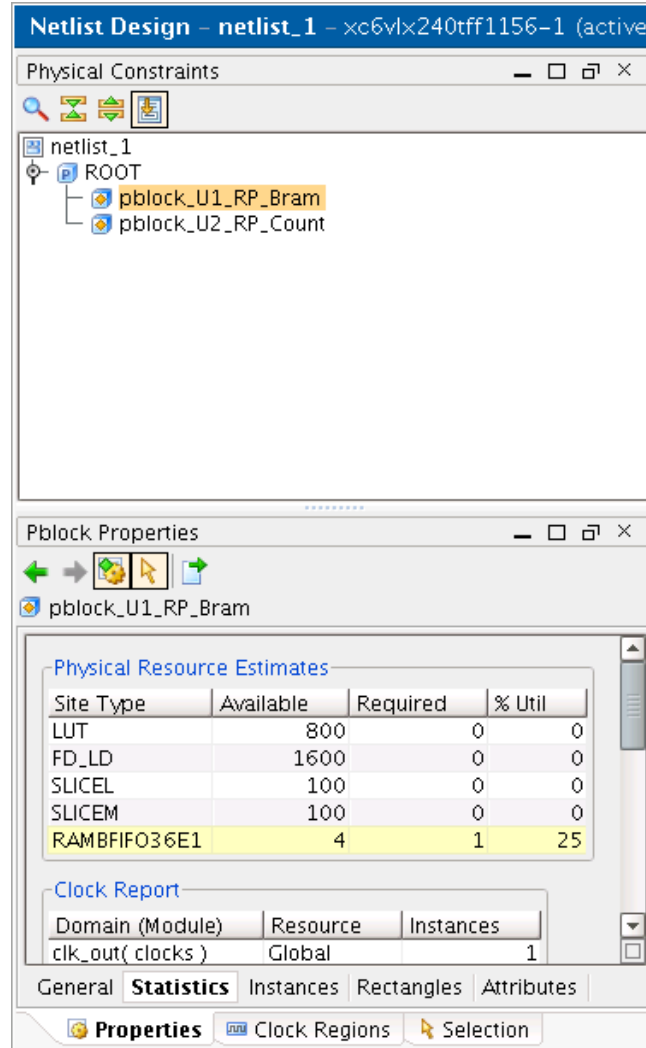 Netlist Design – netlist_1 – xc6vlx240tff1156-1 (active
Physical Constraints
netlist_1
ROOT
pblock_U1_RP_Bram
pblock_U2_RP_Count
Pblock Properties
pblock_U1_RP_Bram
Physical Resource Estimates
Site Type Available Required % Util
LUT 800 0 0
FD_LD 1600 0 0
SLICEL 100 0 0
SLICEM 100 0 0
RAMBFIFO36E1 4 1 25
Clock Report
Domain (Module) Resource Instances
clk_out( clocks ) Global 1
General Statistics Instances Rectangles Attributes
Properties Clock Regions Selection